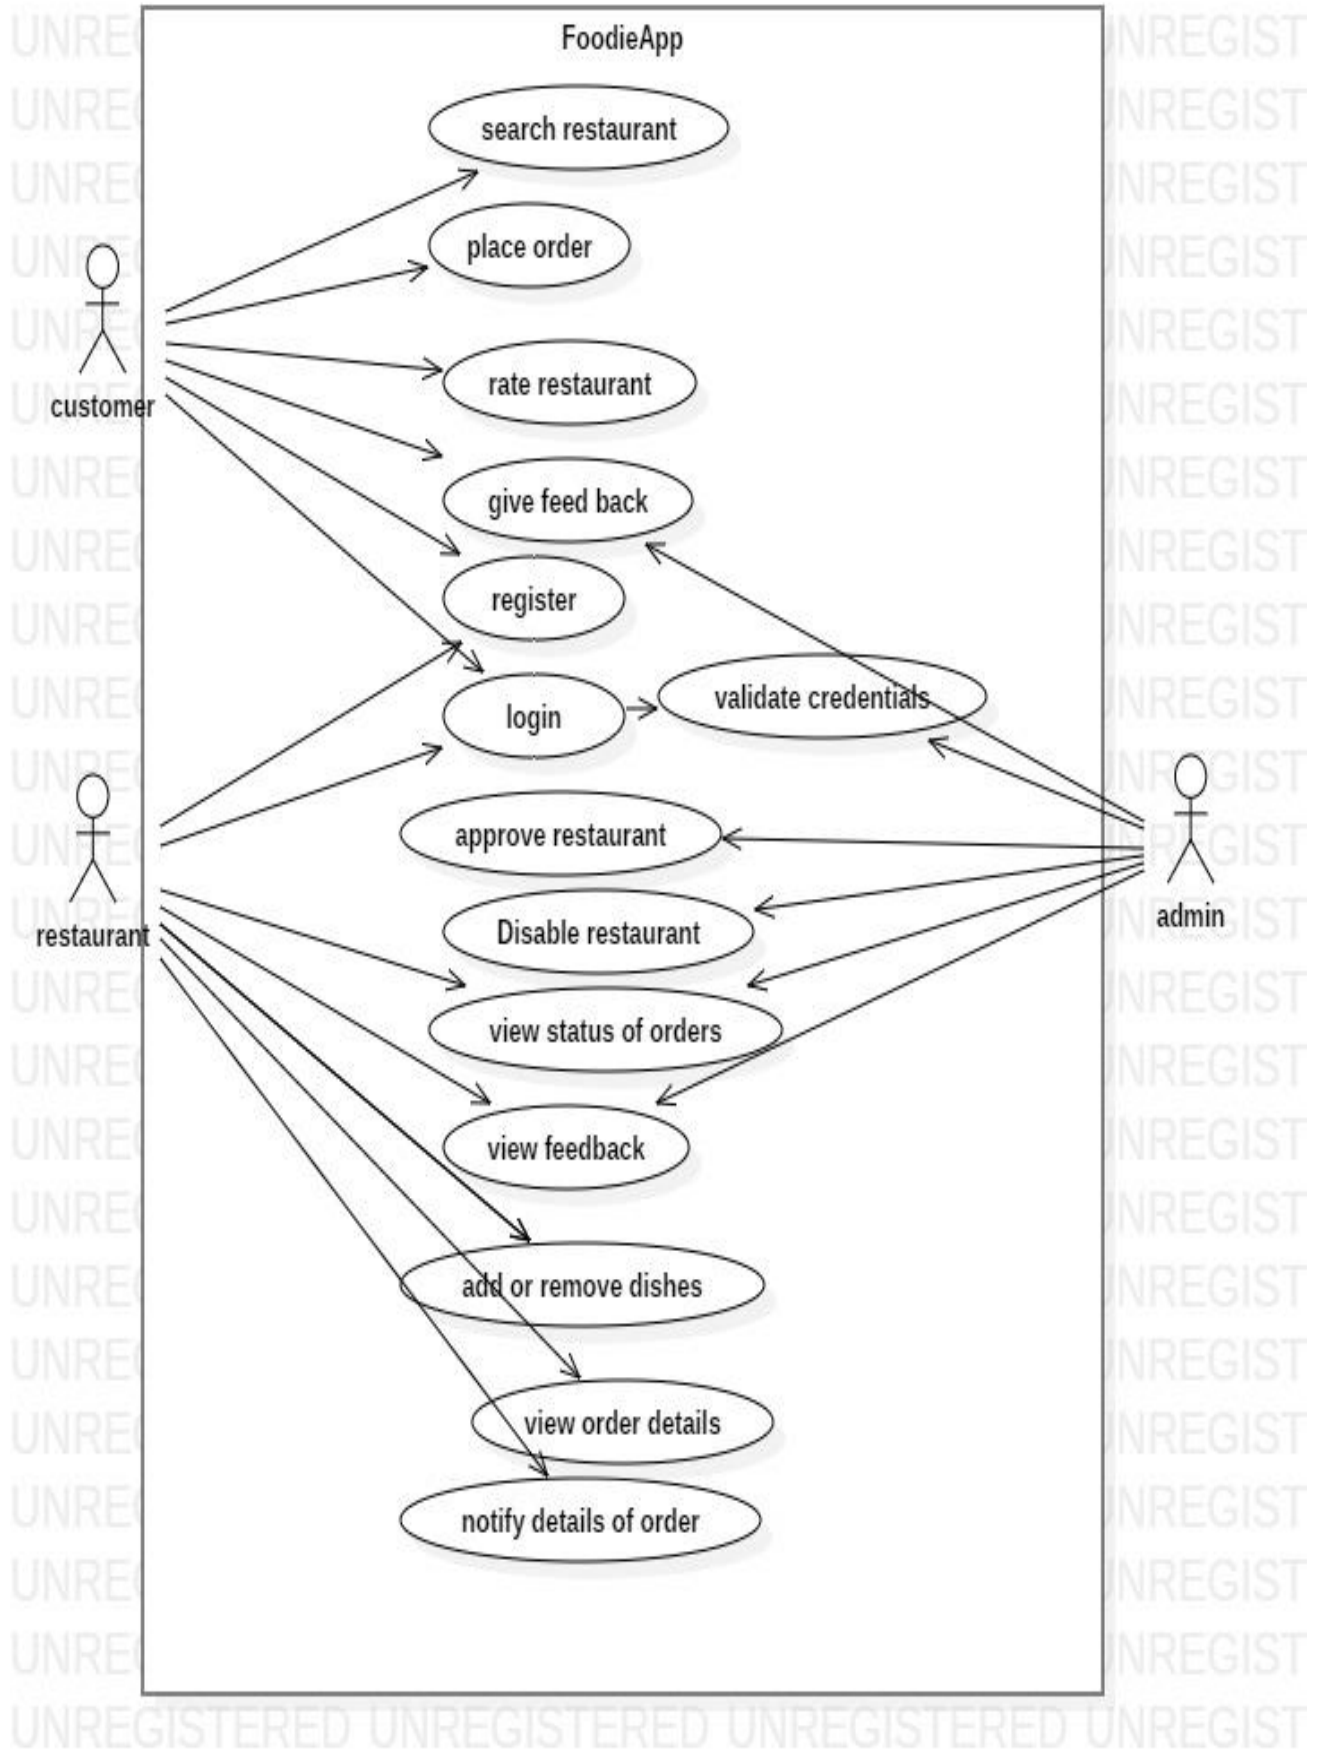 FoodieApp
search restaurant
place order
rate restaurant
customer
give feed back
register
validate credentials
login
approve restaurant
admin
Disable restaurant
restaurant
view status of orders
view feedback
add or remove dishes
view order details
notify details of order
UNREGISTERED UNREGISTERED UNREGISTERED UNREGIST